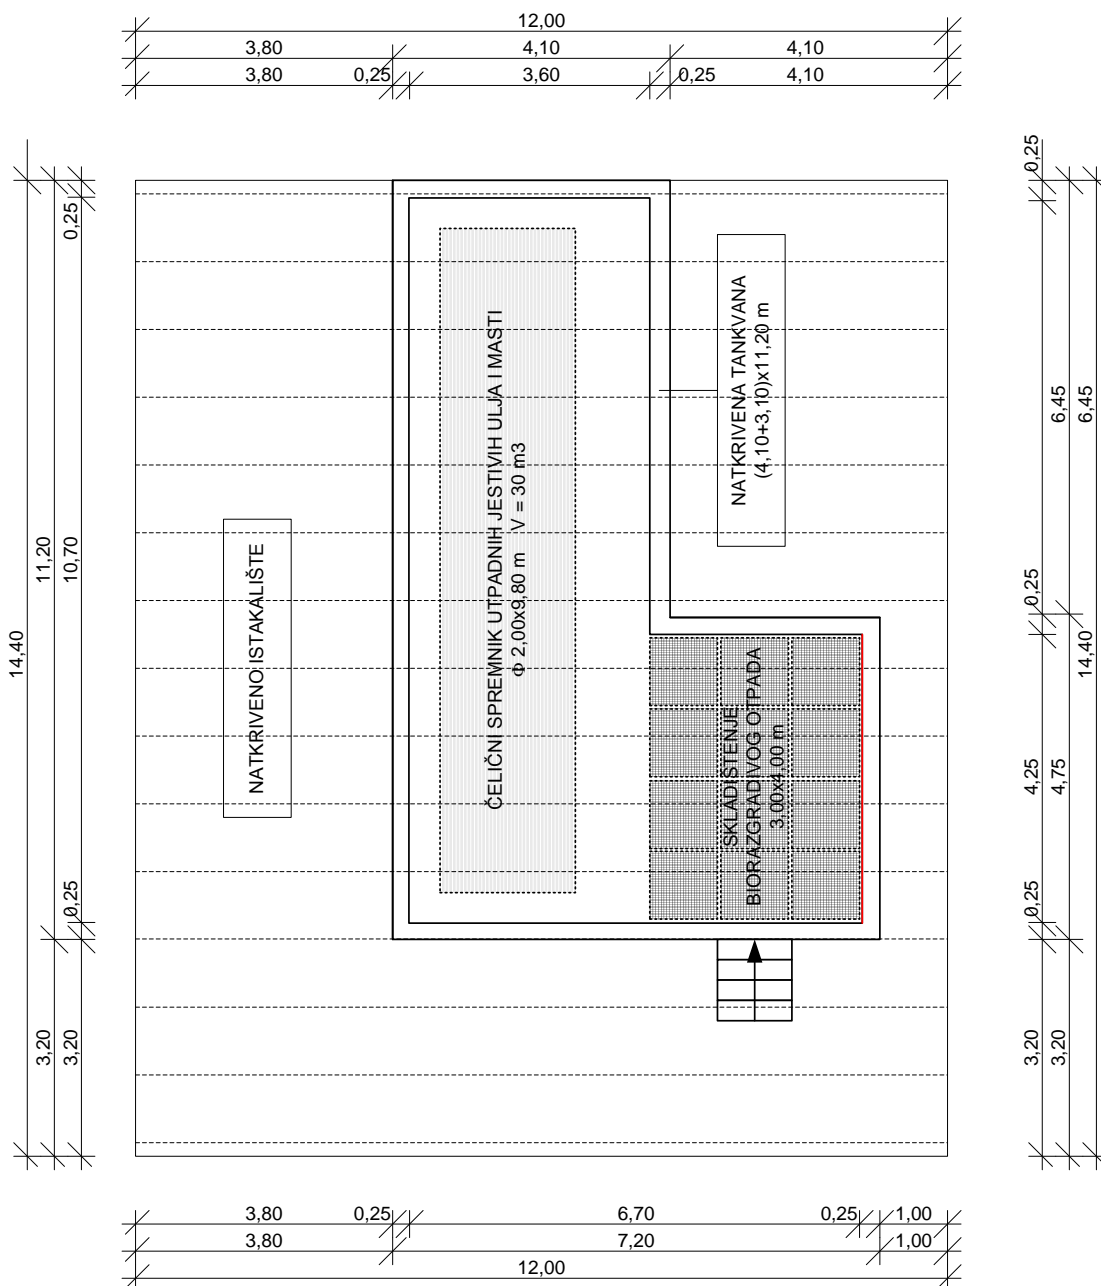 12,00
3,80 4,10 4,10
3,80 0,25 3,60 0,25 4,10
14,40
11,20
3,20
0,25
10,70
0,25
3,20
NATKRIVENO ISTAKALIŠTE
ČELIČNI SPREMNIK UTPADNIH JESTIVIH ULJA I MASTI
Φ 2,00x9,80 m V = 30 m3
NATKRIVENA TANKVANA
(4,10+3,10)x11,20 m
SKLADIŠTENJE
BIORAZGRADIVOG OTPADA
3,00x4,00 m
0,25
0,25
4,25
0,25
3,20
6,45
4,75
3,20
6,45
14,40
3,80 0,25 6,70 0,25 1,00
3,80 7,20 1,00
12,00